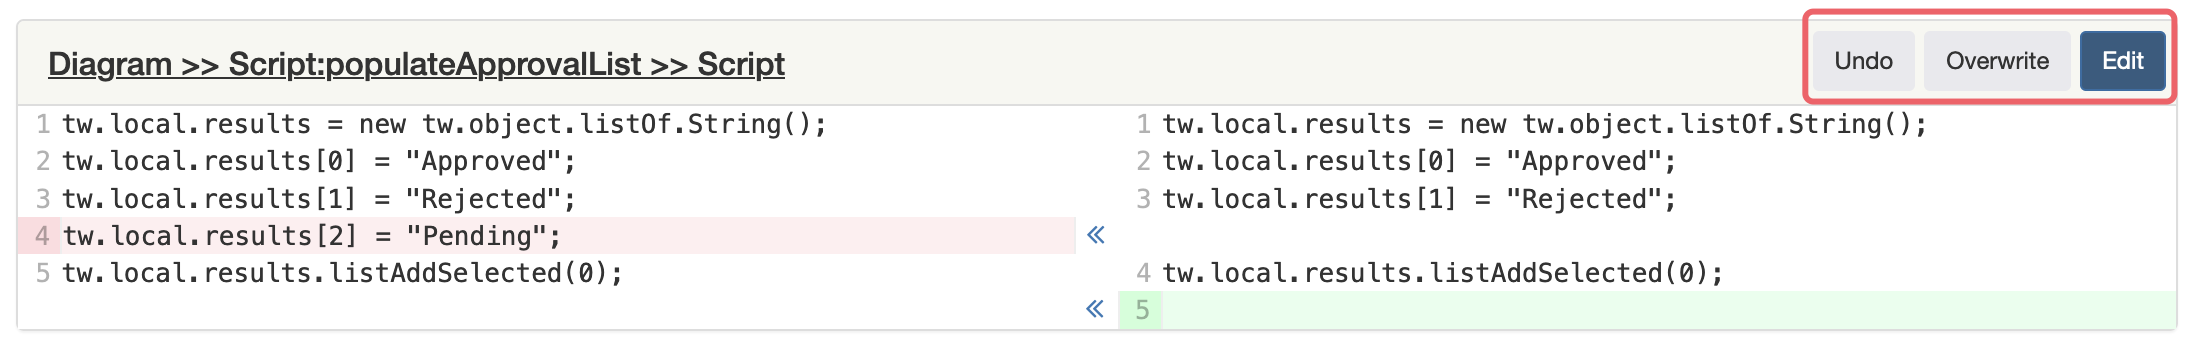 Diagram >> Script:populateApprovalList >> Script
Undo Overwrite Edit
1 tw.local.results = new tw.object.listOf.String();
2 tw.local.results[0] = "Approved";
3 tw.local.results[1] = "Rejected";
4 tw.local.results[2] = "Pending";
5 tw.local.results.listAddSelected(0);
«
«
1 tw.local.results = new tw.object.listOf.String();
2 tw.local.results[0] = "Approved";
3 tw.local.results[1] = "Rejected";
4 tw.local.results.listAddSelected(0);
5